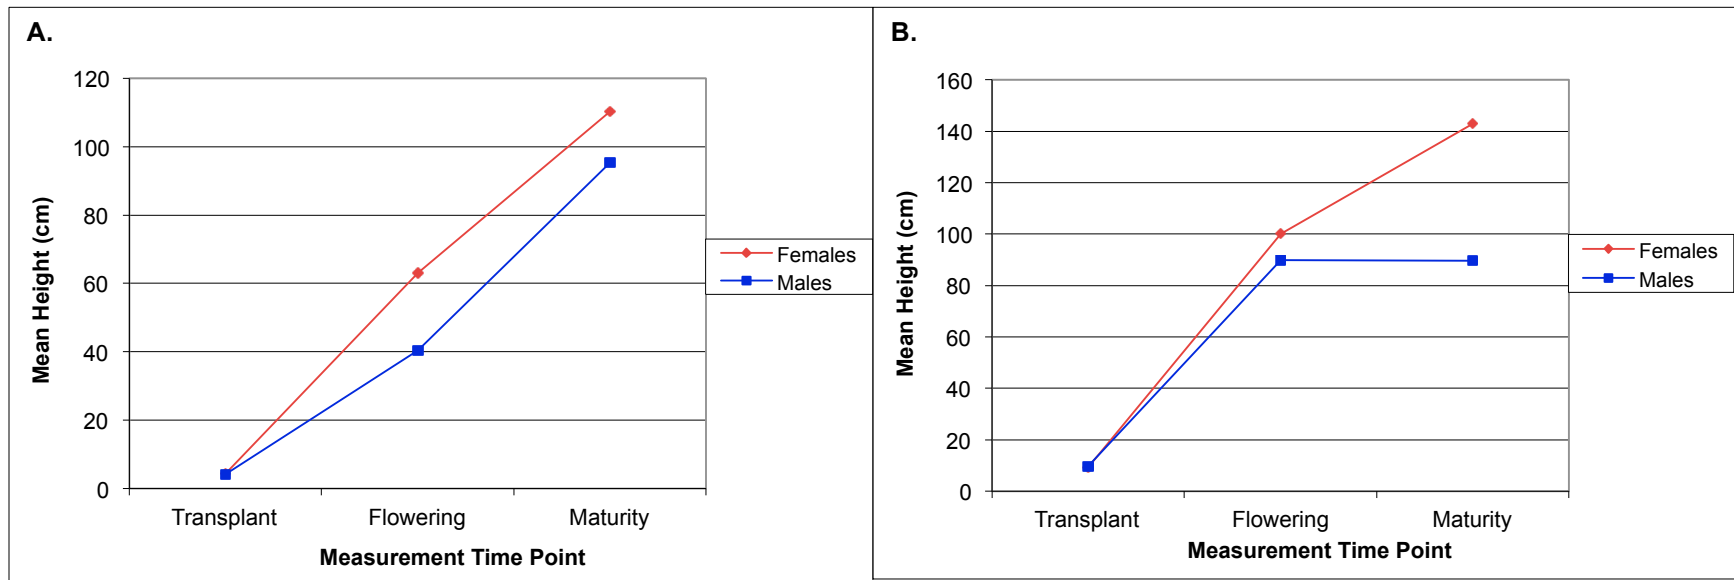 A.
120
100
80
60
40
20
0
Mean Height (cm)
Transplant Flowering Maturity
Measurement Time Point
Females
Males
B.
160
140
120
100
80
60
40
20
0
Mean Height (cm)
Transplant Flowering Maturity
Measurement Time Point
Females
Males